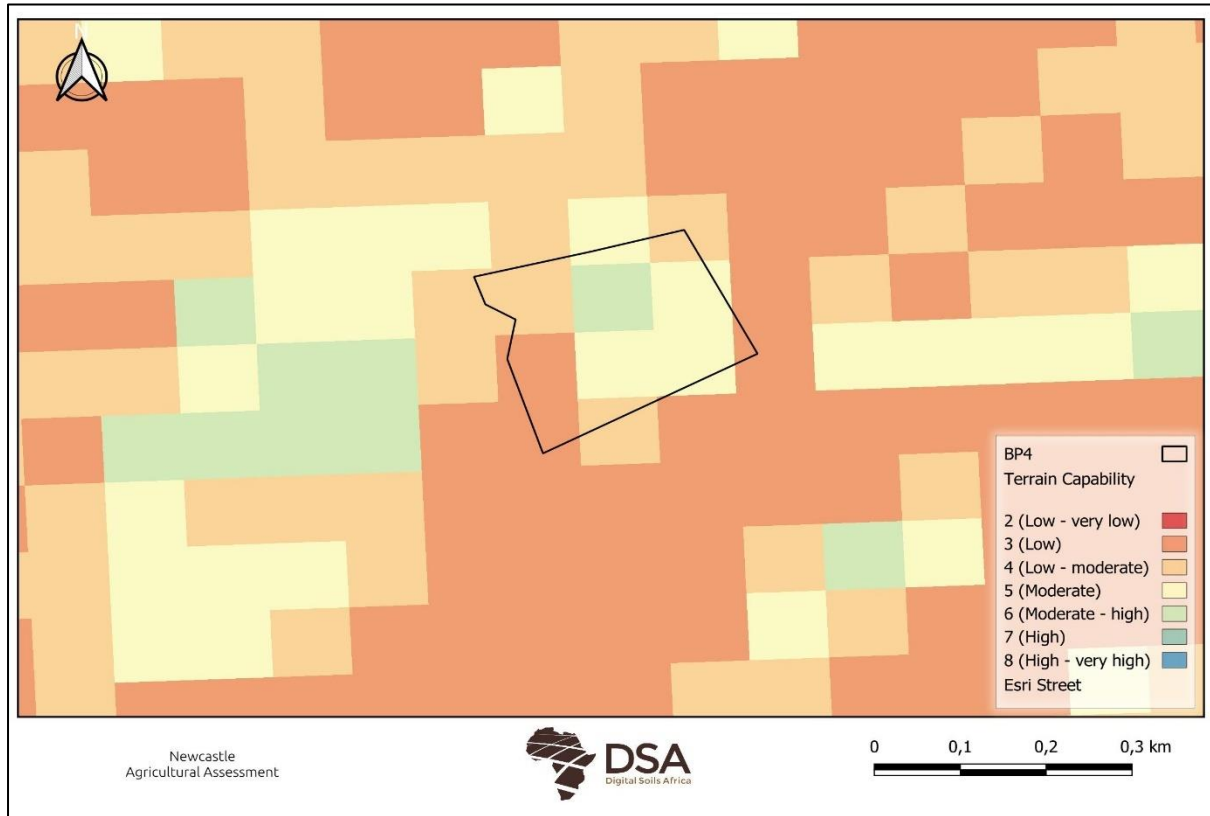 N
BP4
Terrain Capability
2 (Low - very low)
3 (Low)
4 (Low - moderate)
5 (Moderate)
6 (Moderate - high)
7 (High)
8 (High - very high)
Esri Street
Newcastle
Agricultural Assessment
DSA
Digital Soils Africa
0 0,1 0,2 0,3 km